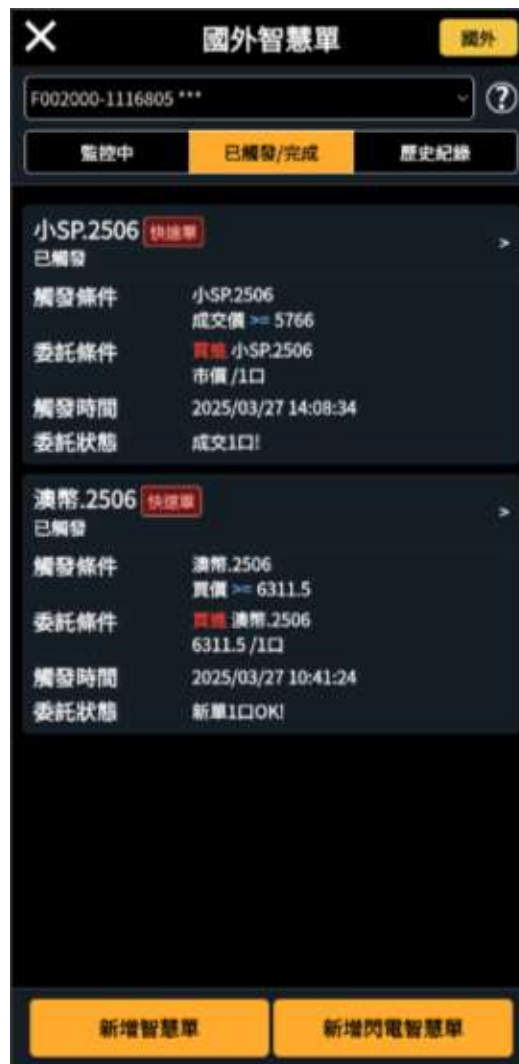 國外智慧單
國外
F002000-1116805 ***
監控中
已觸發/完成
歷史紀錄
小SP.2506 快速單
已觸發
觸發條件
小SP.2506
成交價 >= 5766
委託條件
買進 小SP.2506
市價 /1口
觸發時間
2025/03/27 14:08:34
委託狀態
成交1口!
澳幣.2506 快速單
已觸發
觸發條件
澳幣.2506
買價 >= 6311.5
委託條件
買進 澳幣.2506
6311.5 /1口
觸發時間
2025/03/27 10:41:24
委託狀態
新單1口OK!
新增智慧單
新增閃電智慧單